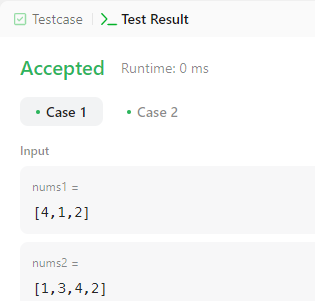 Testcase Test Result
Accepted Runtime: 0 ms
Case 1 Case 2
Input
nums1 =
[4,1,2]
nums2 =
[1,3,4,2]